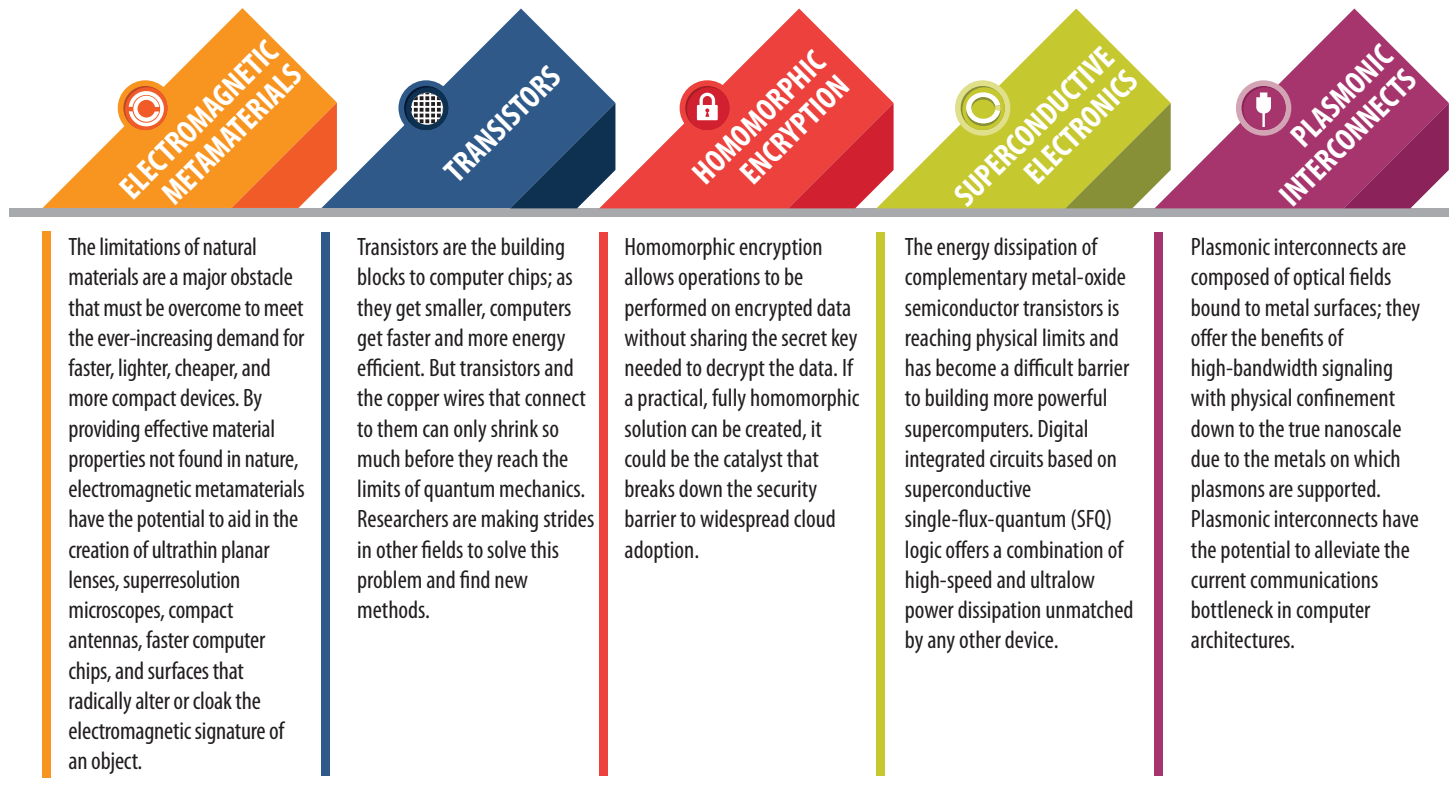 ELECTROMAGNETIC
METAMATERIALS
The limitations of natural
materials are a major obstacle
that must be overcome to meet
the ever-increasing demand for
faster, lighter, cheaper, and
more compact devices. By
providing effective material
properties not found in nature,
electromagnetic metamaterials
have the potential to aid in the
creation of ultrathin planar
lenses, superresolution
microscopes, compact
antennas, faster computer
chips, and surfaces that
radically alter or cloak the
electromagnetic signature of
an object.
TRANSISTORS
Transistors are the building
blocks to computer chips; as
they get smaller, computers
get faster and more energy
efficient. But transistors and
the copper wires that connect
to them can only shrink so
much before they reach the
limits of quantum mechanics.
Researchers are making strides
in other fields to solve this
problem and find new
methods.
HOMOMORPHIC
ENCRYPTION
Homomorphic encryption
allows operations to be
performed on encrypted data
without sharing the secret key
needed to decrypt the data. If
a practical, fully homomorphic
solution can be created, it
could be the catalyst that
breaks down the security
barrier to widespread cloud
adoption.
SUPERCONDUCTIVE
ELECTRONICS
The energy dissipation of
complementary metal-oxide
semiconductor transistors is
reaching physical limits and
has become a difficult barrier
to building more powerful
supercomputers. Digital
integrated circuits based on
superconductive
single-flux-quantum (SFQ)
logic offers a combination of
high-speed and ultralow
power dissipation unmatched
by any other device.
PLASMONIC
INTERCONNECTS
Plasmonic interconnects are
composed of optical fields
bound to metal surfaces; they
offer the benefits of
high-bandwidth signaling
with physical confinement
down to the true nanoscale
due to the metals on which
plasmons are supported.
Plasmonic interconnects have
the potential to alleviate the
current communications
bottleneck in computer
architectures.